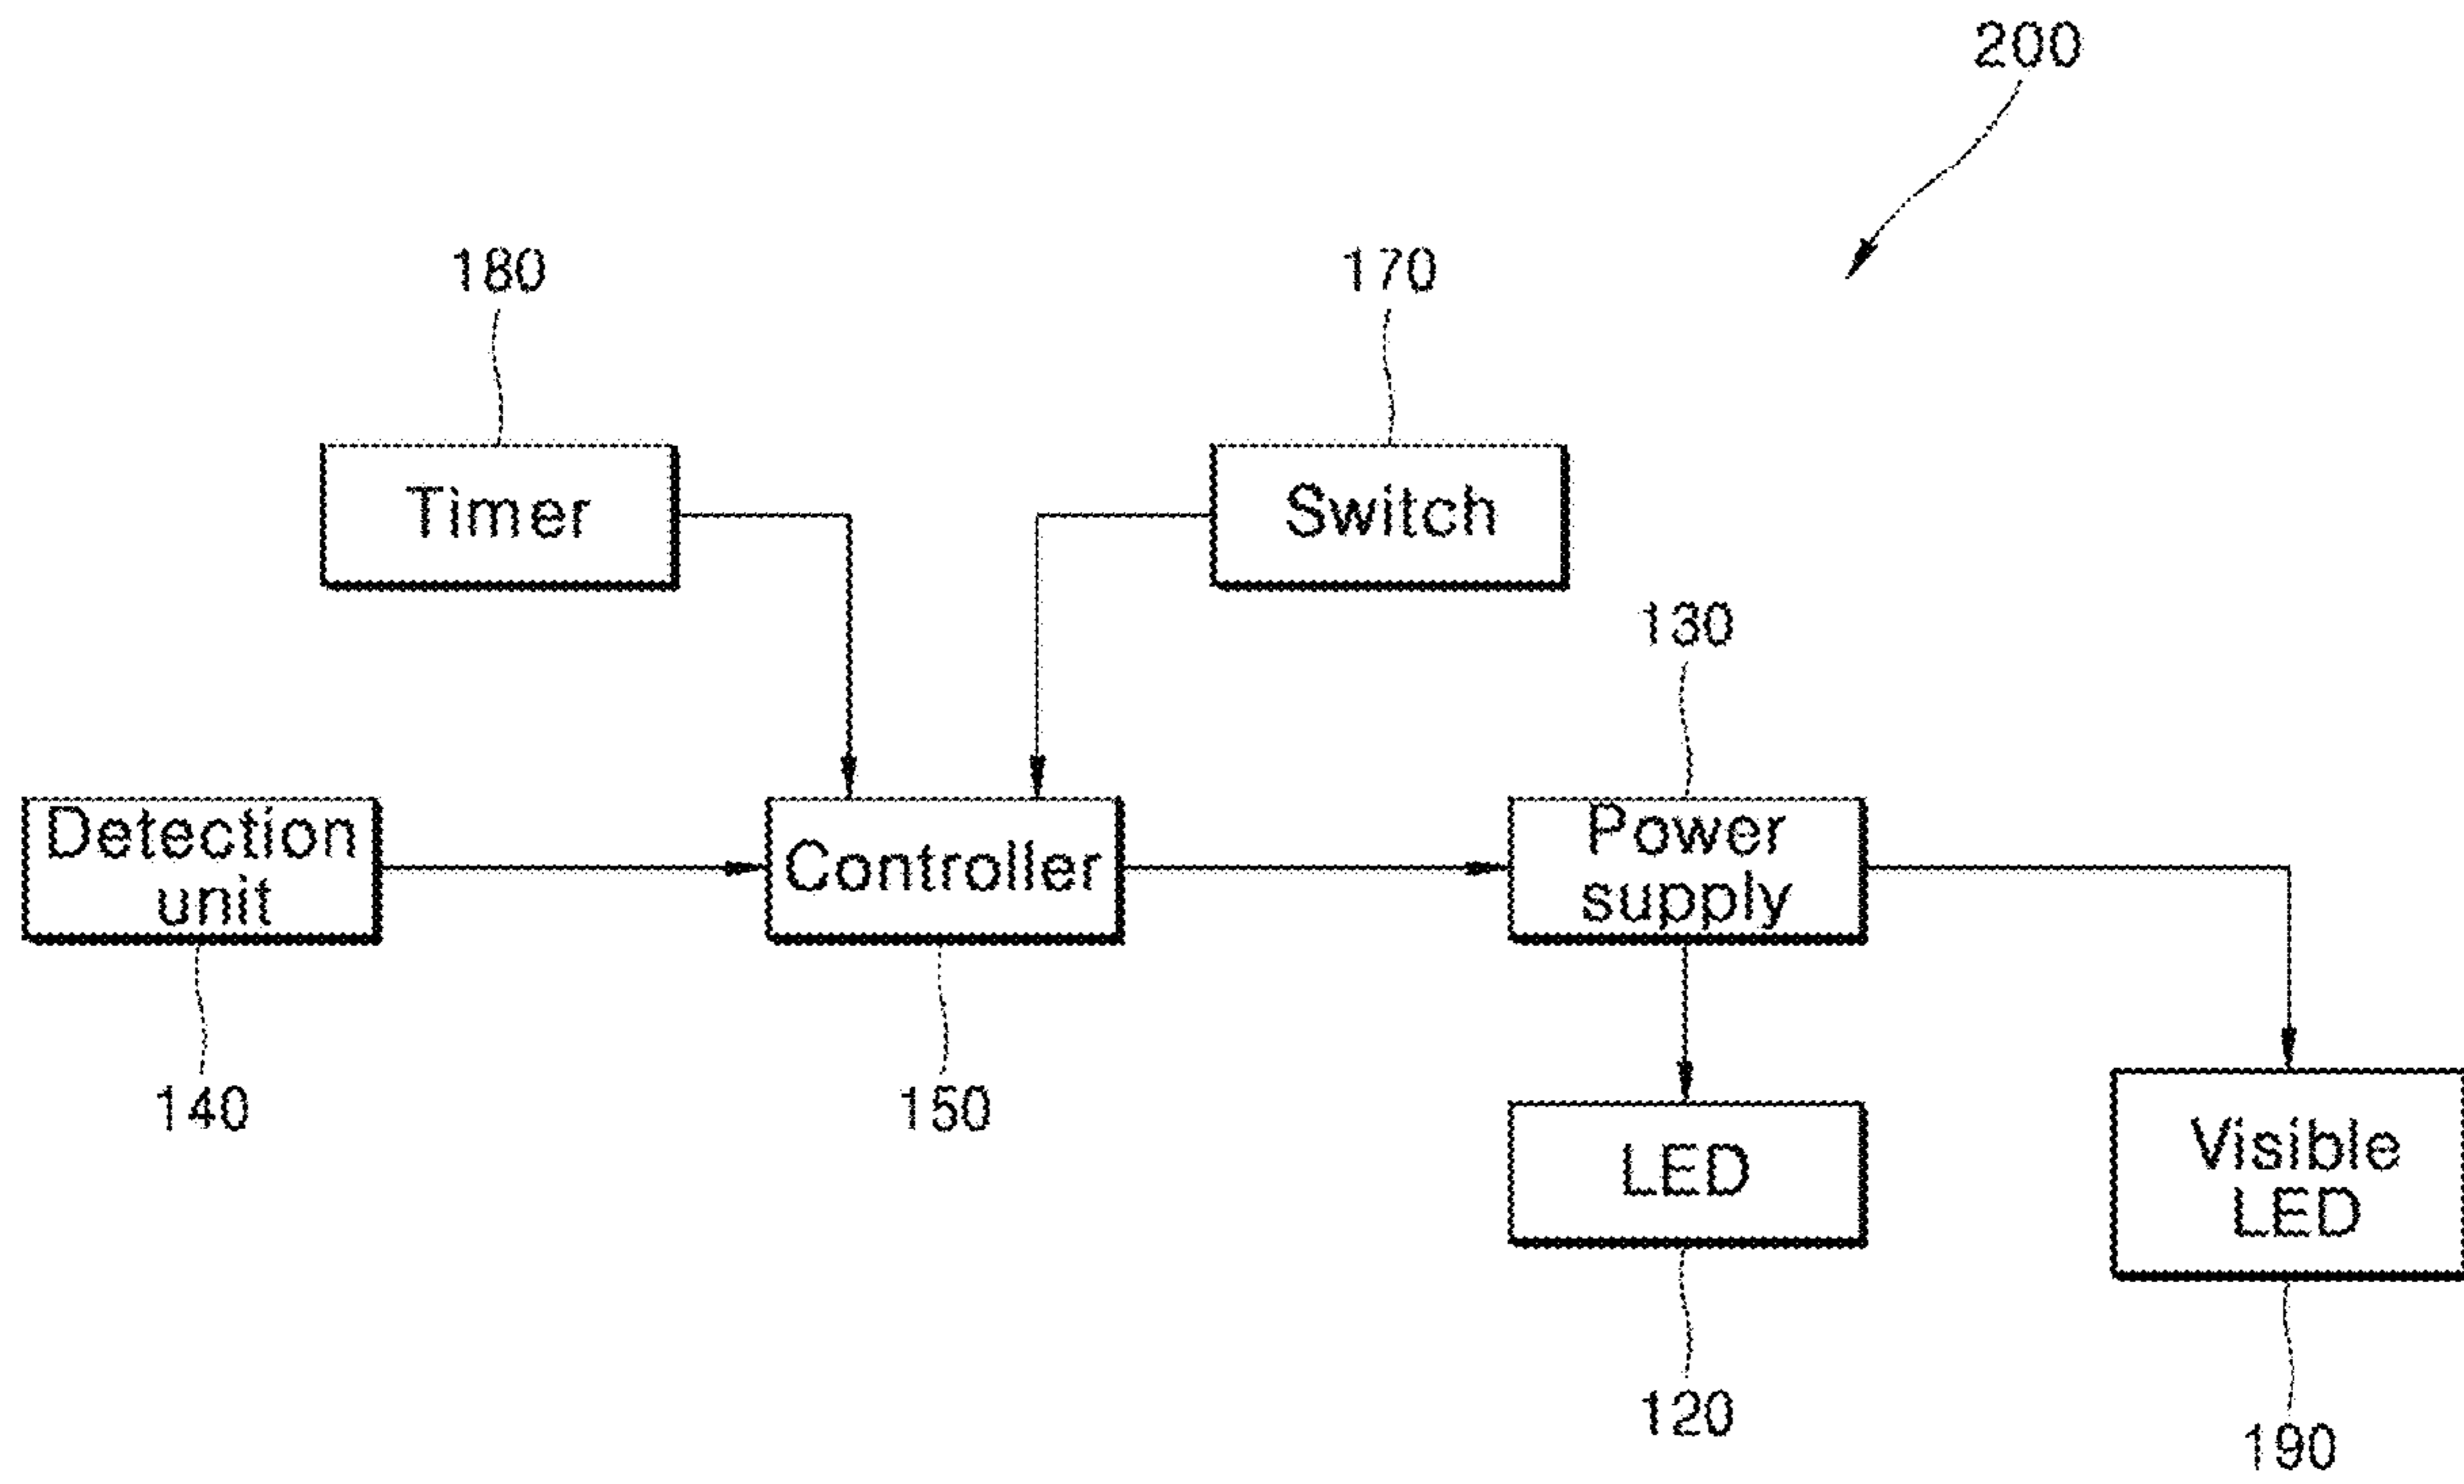 200
180
170
Timer
Switch
130
Detection
unit
Controller
Power
supply
140
150
LED
Visible
LED
120
190